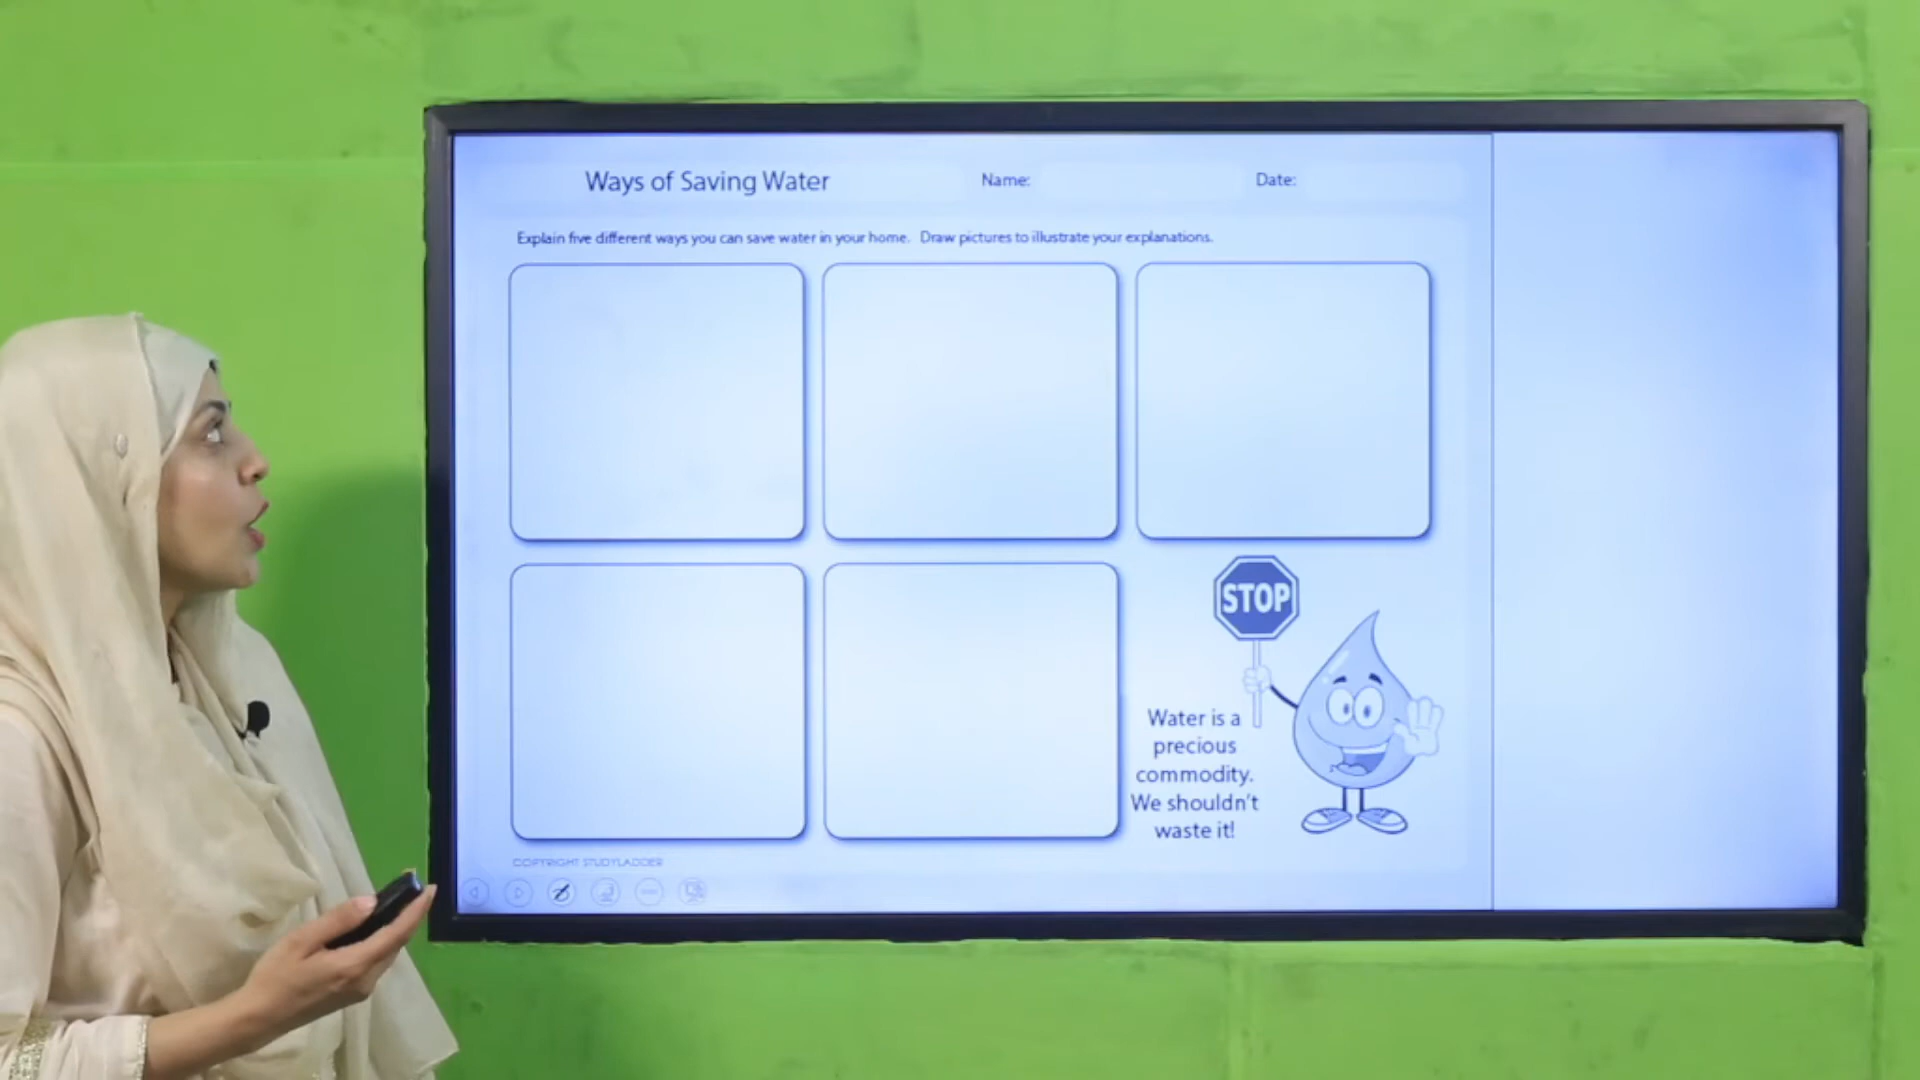 Ways of Saving Water
Name:
Date:
Explain five different ways you can save water in your home. Draw pictures to illustrate your explanations.
STOP
Water is a
precious
commodity.
We shouldn't
waste it!
COPYRIGHT STUDYLADDER